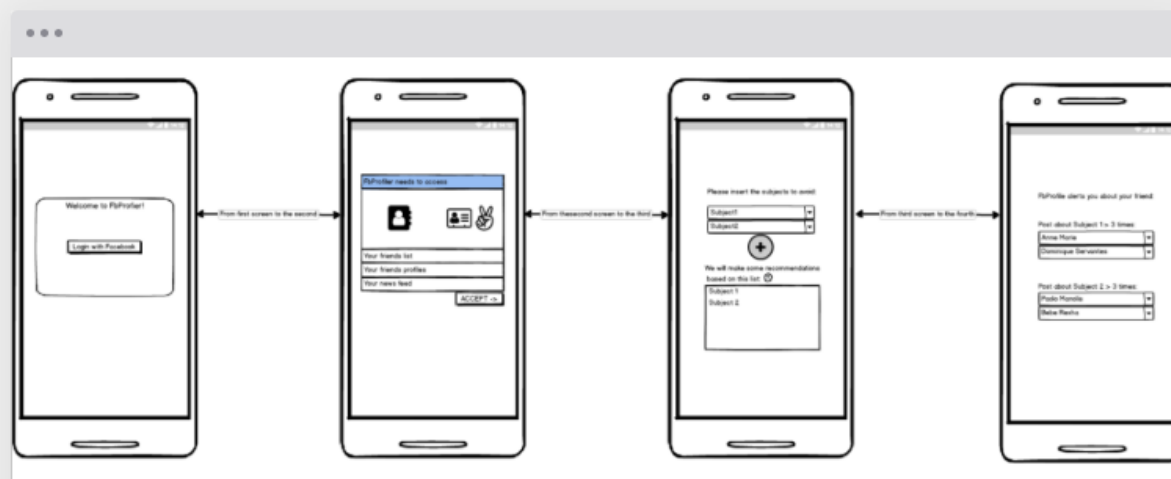 Welcome to FbProfier!
Login with Facebook
From first screen to the second
FbProfier needs to access
Your friends list
Your friends profiles
Your news feed
ACCEPT ->
From thesecond screen to the third
Please insert the subjects to avoid:
Subject1
Subject2
+
We will make some recommendations
based on this list:
Subject 1
Subject 2
From third screen to the fourth
FbProfile alerts you about your friend:
Post about Subject 1> 3 times:
Anna Maria
Dominique Servantes
Post about Subject 2 > 3 times:
Paolo
Bebe Rexha